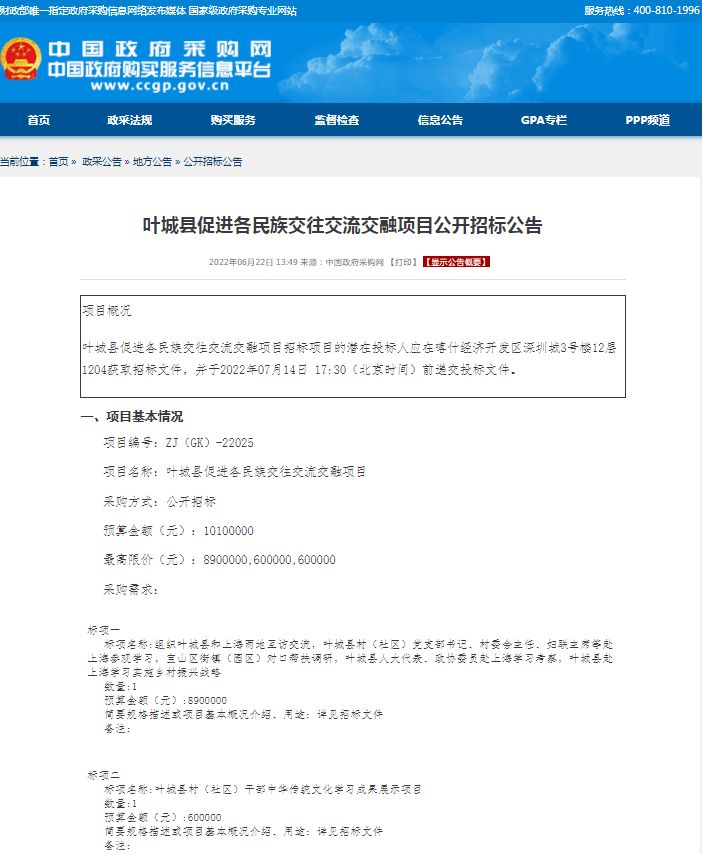 财政部唯一指定政府采购信息网络发布媒体 国家级政府采购专业网站
服务热线：400-810-1996
中国政府采购网
中国政府购买服务信息平台
www.ccgp.gov.cn
首页 政采法规 购买服务 监督检查 信息公告 GPA专栏 PPP频道
当前位置：首页 » 政采公告 » 地方公告 » 公开招标公告
叶城县促进各民族交往交流交融项目公开招标公告
2022年06月22日 13:49 来源：中国政府采购网 【打印】 【显示公告概要】
项目概况
叶城县促进各民族交往交流交融项目招标项目的潜在投标人应在喀什经济开发区深圳城3号楼12层
1204获取招标文件，并于2022年07月14日 17:30（北京时间）前递交投标文件。
一、项目基本情况
项目编号：ZJ（GK）-22025
项目名称：叶城县促进各民族交往交流交融项目
采购方式：公开招标
预算金额（元）：10100000
最高限价（元）：8900000,600000,600000
采购需求：
标项一
标项名称:组织叶城县和上海两地互访交流，叶城县村（社区）党支部书记、村委会主任、妇联主席等赴
上海参观学习，宝山区街镇（园区）对口帮扶调研，叶城县人大代表、政协委员赴上海学习考察，叶城县赴
上海学习实施乡村振兴战略
数量:1
预算金额（元）:8900000
简要规格描述或项目基本概况介绍、用途：详见招标文件
备注：
标项二
标项名称:叶城县村（社区）干部中华传统文化学习成果展示项目
数量:1
预算金额（元）:600000
简要规格描述或项目基本概况介绍、用途：详见招标文件
备注：